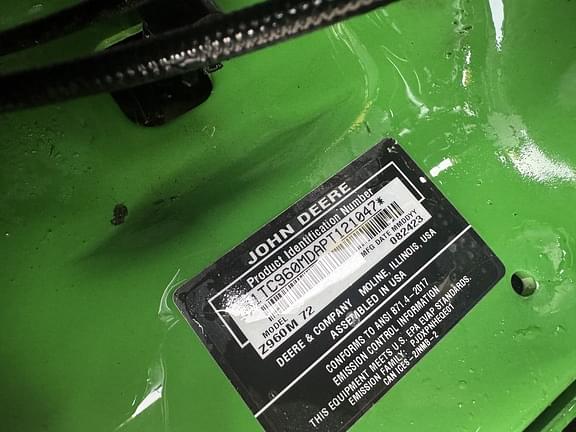 JOHN DEERE
Product Identification Number
*1TC960MDAPT121047*
MFG DATE MMDDYY
082423
MODEL
Z960M 72
DEERE & COMPANY MOLINE, ILLINOIS, USA
ASSEMBLED IN USA
CONFORMS TO ANSI B71.4-2017
EMISSION CONTROL INFORMATION
THIS EQUIPMENT MEETS U.S. EPA EVAP STANDARDS.
EMISSION FAMILY:
CAN ICES-2/NMB-2